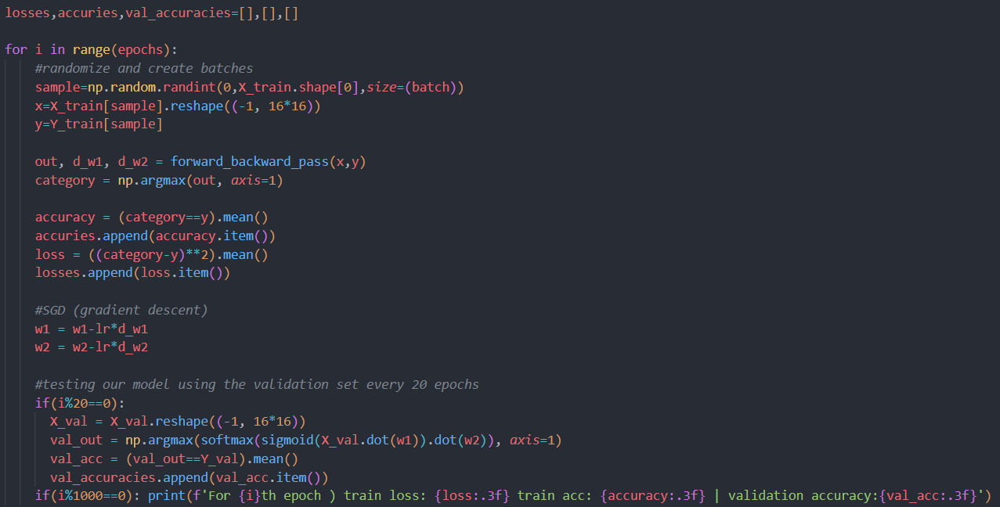 losses,accuries,val_accuracies=[],[],[]
for i in range(epochs):
#randomize and create batches
sample=np.random.randint(0,X_train.shape[0],size=(batch))
x=X_train[sample].reshape((-1, 16*16))
y=Y_train[sample]
out, d_w1, d_w2 = forward_backward_pass(x,y)
category = np.argmax(out, axis=1)
accuracy = (category==y).mean()
accuries.append(accuracy.item())
loss = ((category-y)**2).mean()
losses.append(loss.item())
#SGD (gradient descent)
w1 = w1-lr*d_w1
w2 = w2-lr*d_w2
#testing our model using the validation set every 20 epochs
if(i%20==0):
X_val = X_val.reshape((-1, 16*16))
val_out = np.argmax(softmax(sigmoid(X_val.dot(w1)).dot(w2)), axis=1)
val_acc = (val_out==Y_val).mean()
val_accuracies.append(val_acc.item())
if(i%1000==0): print(f'For {i}th epoch ) train loss: {loss:.3f} train acc: {accuracy:.3f} | validation accuracy:{val_acc:.3f}')